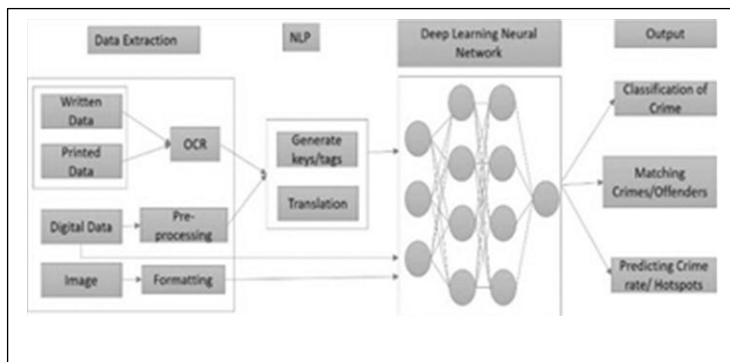 Data Extraction
NLP
Deep Learning Neural
Network
Output
Written
Data
Printed
Data
OCR
Digital Data
Pre-
processing
Image
Formatting
Generate
keys/tags
Translation
Classification of
Crime
Matching
Crimes/Offenders
Predicting Crime
rate/ Hotspots